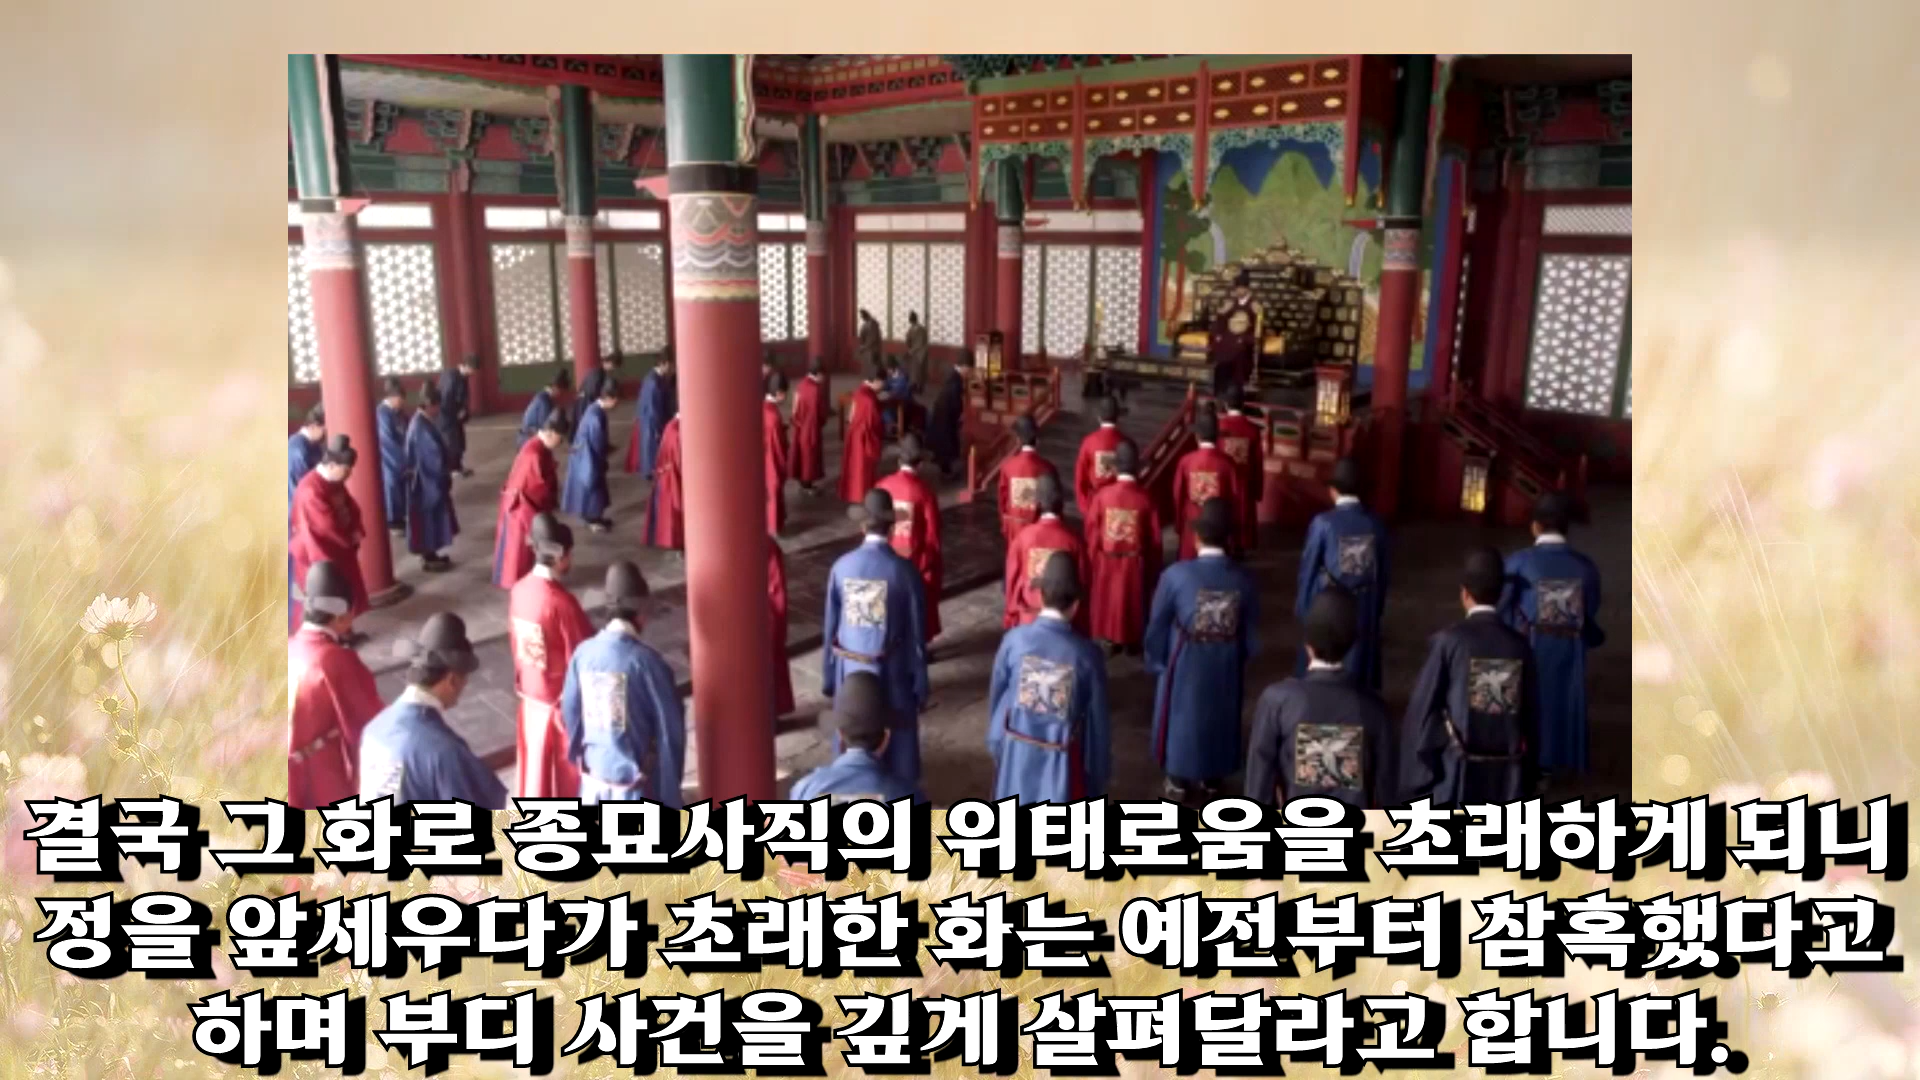 결국 그 화로 종묘사직의 위태로움을 초래하게 되니
정을 앞세우다가 초래한 화는 예전부터 참혹했다고
하며 부디 사건을 깊게 살펴달라고 합니다.